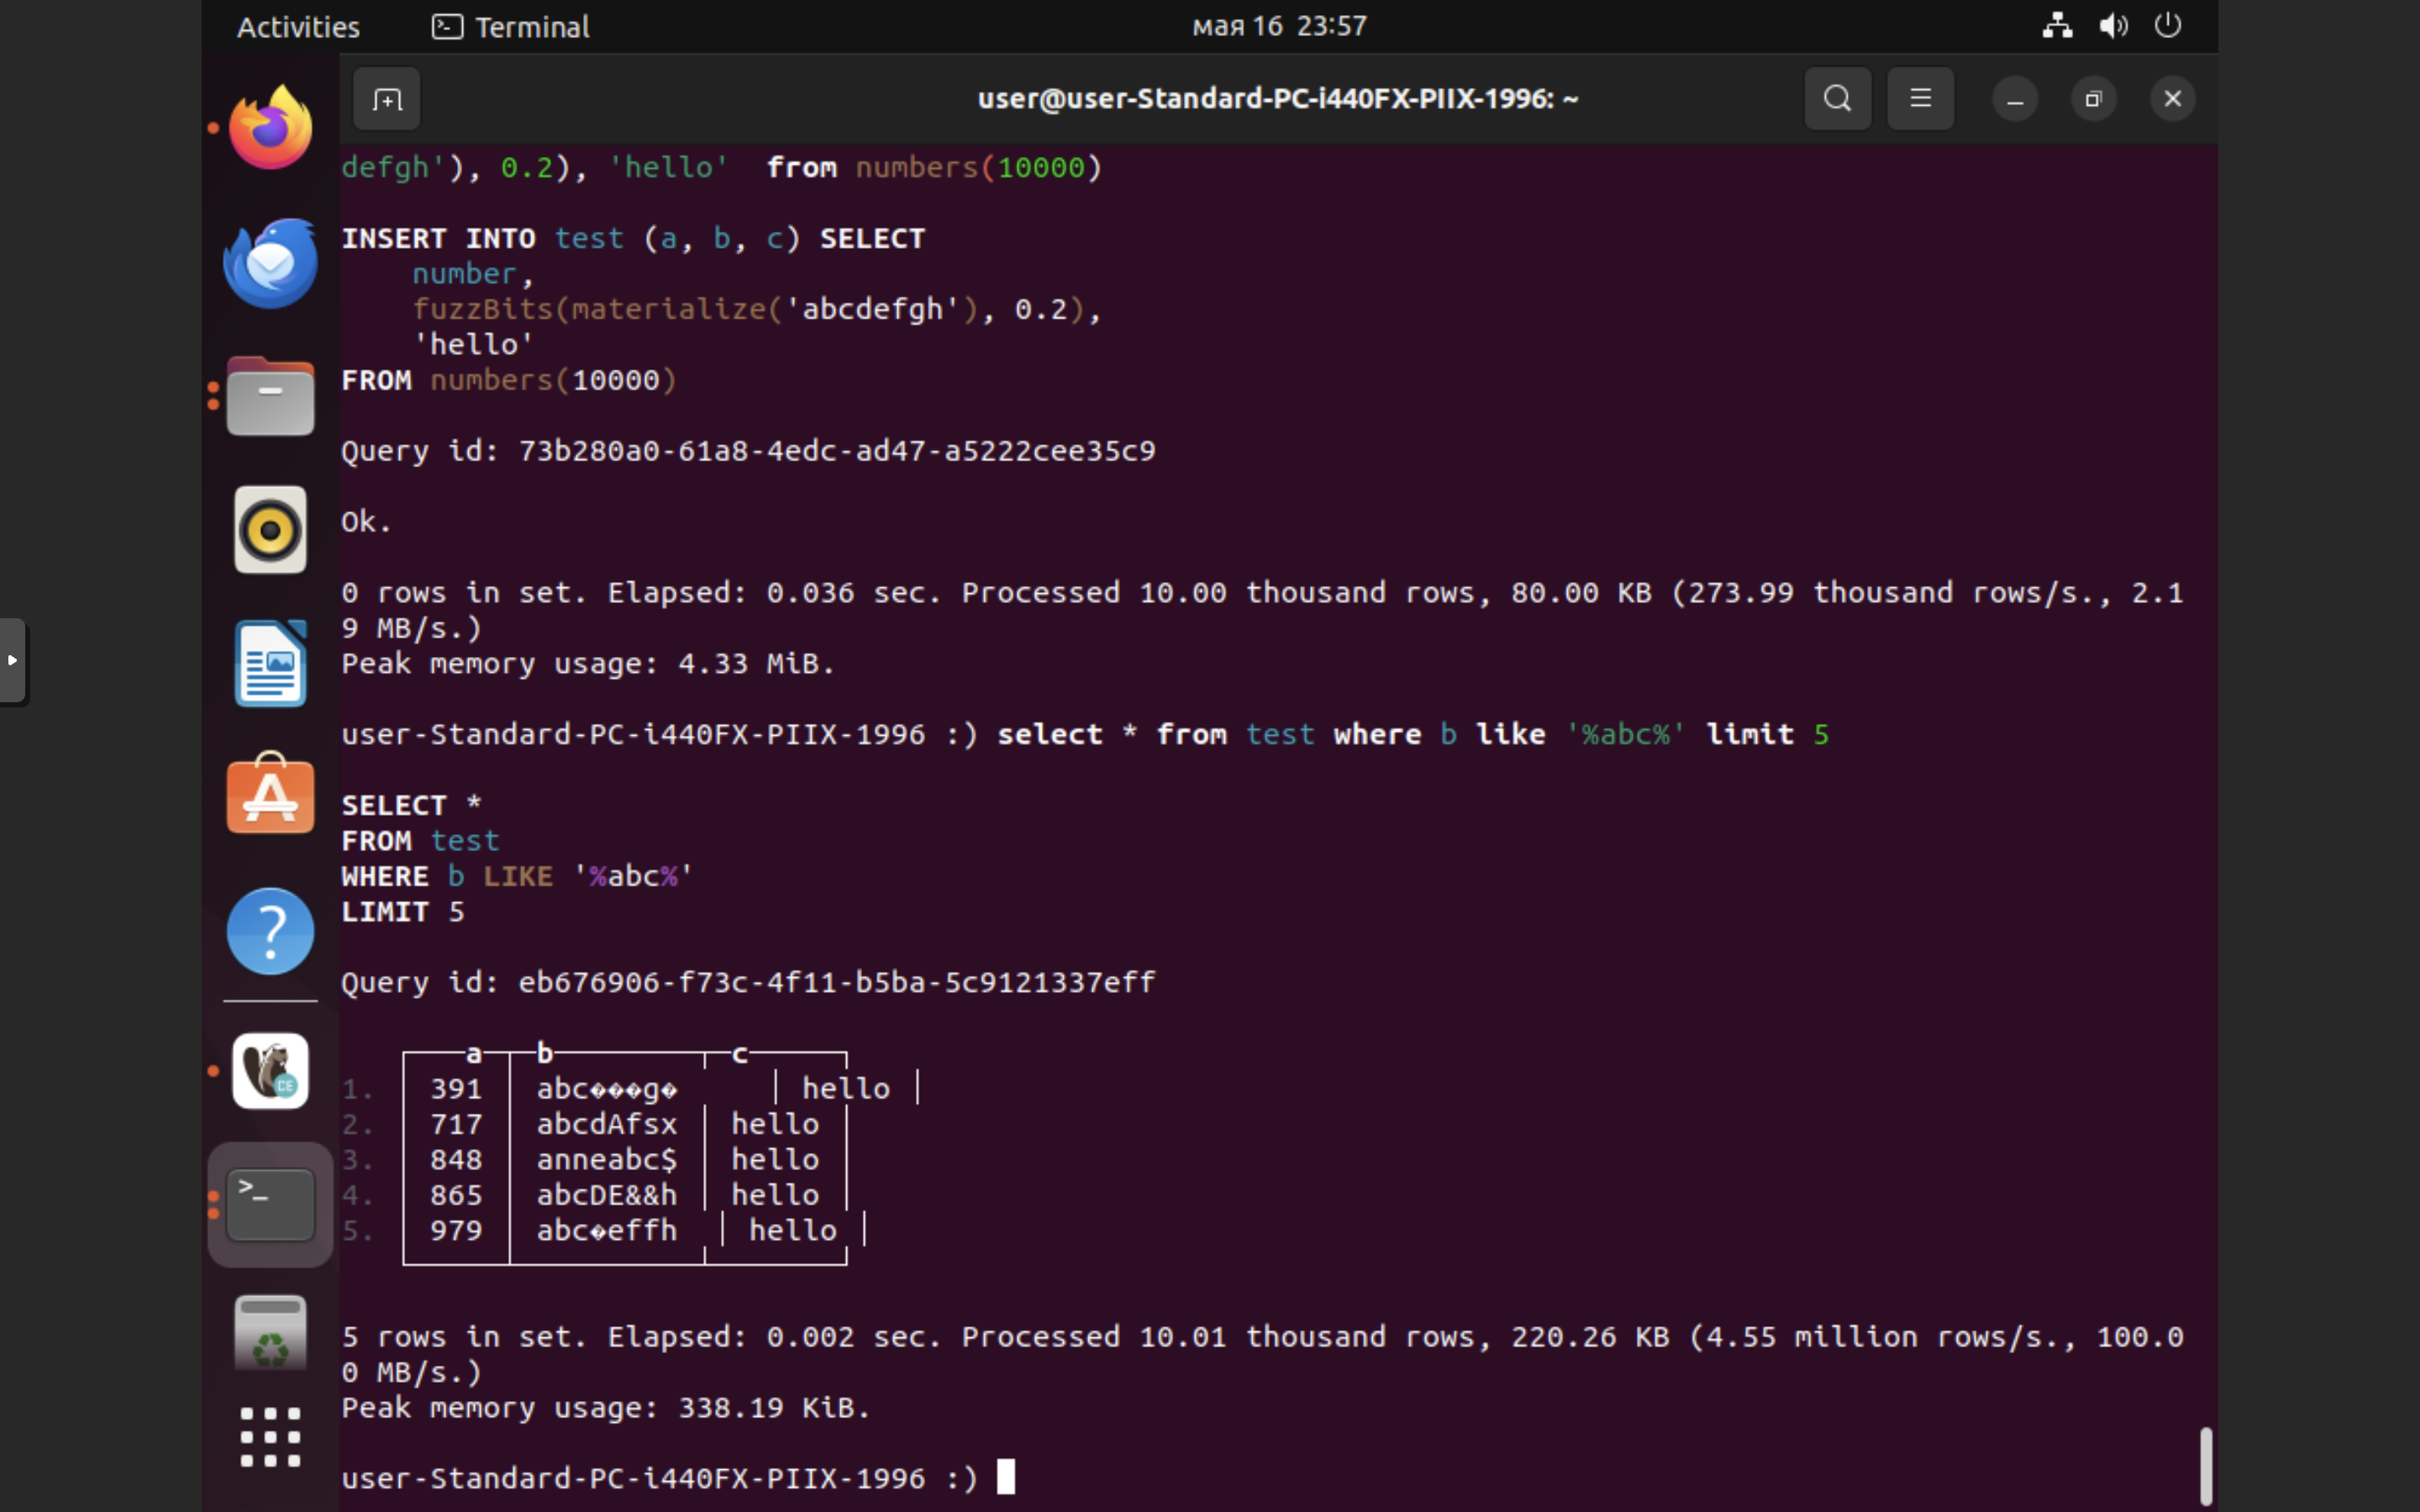 Activities Terminal мая 16 23:57
user@user-Standard-PC-i440FX-PIIX-1996: ~
defgh'), 0.2), 'hello'  from numbers(10000)
INSERT INTO test (a, b, c) SELECT
    number,
    fuzzBits(materialize('abcdefgh'), 0.2),
    'hello'
FROM numbers(10000)
Query id: 73b280a0-61a8-4edc-ad47-a5222cee35c9
Ok.
0 rows in set. Elapsed: 0.036 sec. Processed 10.00 thousand rows, 80.00 KB (273.99 thousand rows/s., 2.1
9 MB/s.)
Peak memory usage: 4.33 MiB.
user-Standard-PC-i440FX-PIIX-1996 :) select * from test where b like '%abc%' limit 5
SELECT *
FROM test
WHERE b LIKE '%abc%'
LIMIT 5
Query id: eb676906-f73c-4f11-b5ba-5c9121337eff
a b c
1. 391 abc���g� hello
2. 717 abcdAfsx hello
3. 848 anneabc$ hello
4. 865 abcDE&&h hello
5. 979 abc�effh hello
5 rows in set. Elapsed: 0.002 sec. Processed 10.01 thousand rows, 220.26 KB (4.55 million rows/s., 100.0
0 MB/s.)
Peak memory usage: 338.19 KiB.
user-Standard-PC-i440FX-PIIX-1996 :)